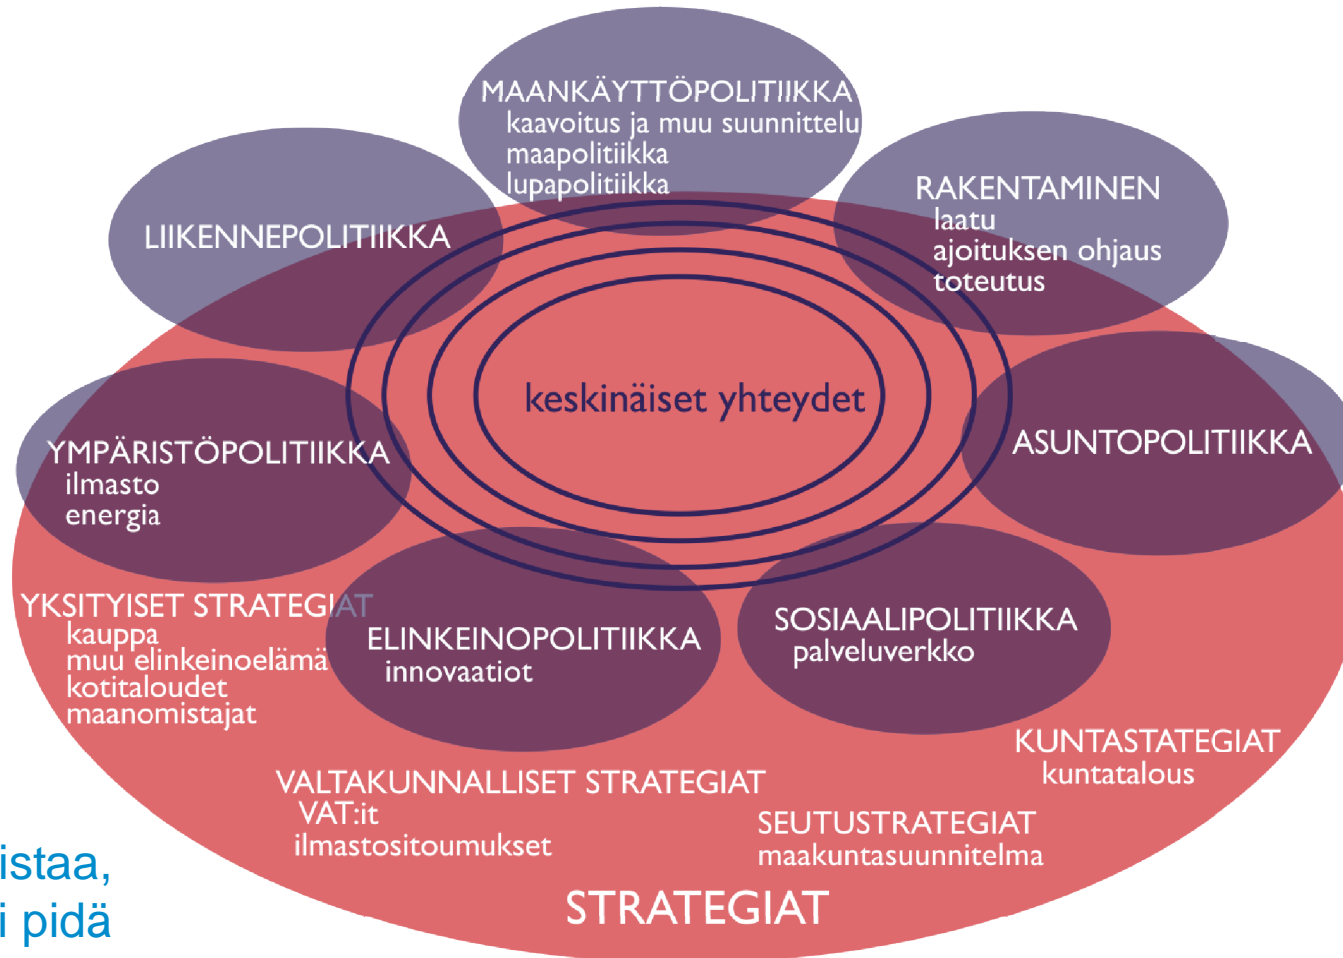 MAANKÄYTTÖPOLITIIKKA
kaavoitus ja muu suunnittelu
maapolitiikka
lupapolitiikka
RAKENTAMINEN
laatu
ajoituksen ohjaus
toteutus
LIIKENNEPOLITIIKKA
keskinäiset yhteydet
YMPÄRISTÖPOLITIIKKA
ilmasto
energia
ASUNTOPOLITIIKKA
YKSITYISET STRATEGIAT
kauppa
muu elinkeinoelämä
kotitaloudet
maanomistajat
ELINKEINOPOLITIIKKA
innovaatiot
SOSIAALIPOLITIIKKA
palveluverkko
KUNTASTATEGIAT
kuntatalous
VALTAKUNNALLISET STRATEGIAT
VAT:it
ilmastositoumukset
SEUTUSTRATEGIAT
maakuntasuunnitelma
STRATEGIAT
istaa,
i pidä